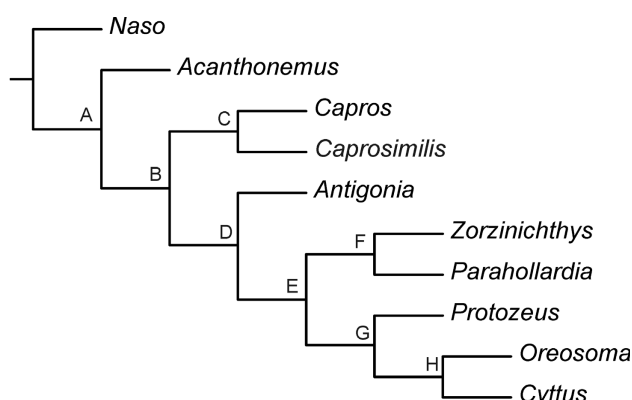 Naso
Acanthonemus
A
Capros
C
Caprosimilis
B
Antigonia
D
Zorzinichthys
F
Parahollardia
E
Protozeus
G
Oreosoma
H
Cyttus